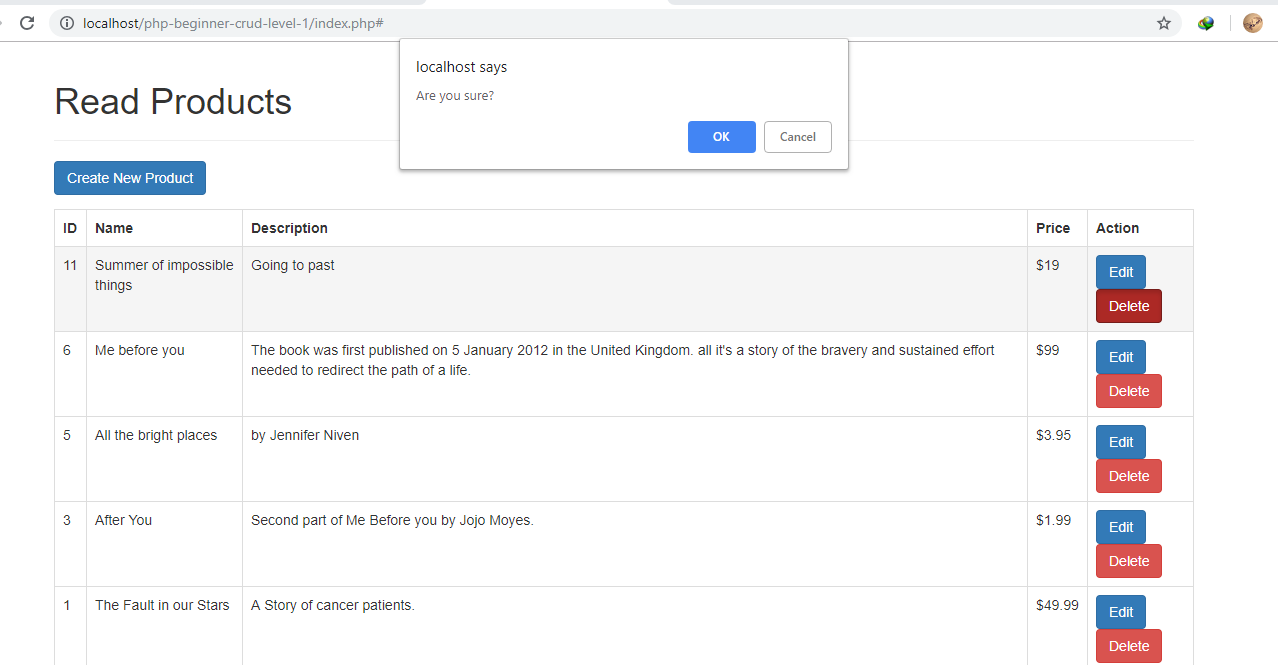 localhost/php-beginner-crud-level-1/index.php#
localhost says
Are you sure?
OK Cancel
Read Products
Create New Product
ID Name Description Price Action
11 Summer of impossible Going to past $19 Edit
things
Delete
6 Me before you The book was first published on 5 January 2012 in the United Kingdom. all it's a story of the bravery and sustained effort $99 Edit
needed to redirect the path of a life.
Delete
5 All the bright places by Jennifer Niven $3.95 Edit
Delete
3 After You Second part of Me Before you by Jojo Moyes. $1.99 Edit
Delete
1 The Fault in our Stars A Story of cancer patients. $49.99 Edit
Delete